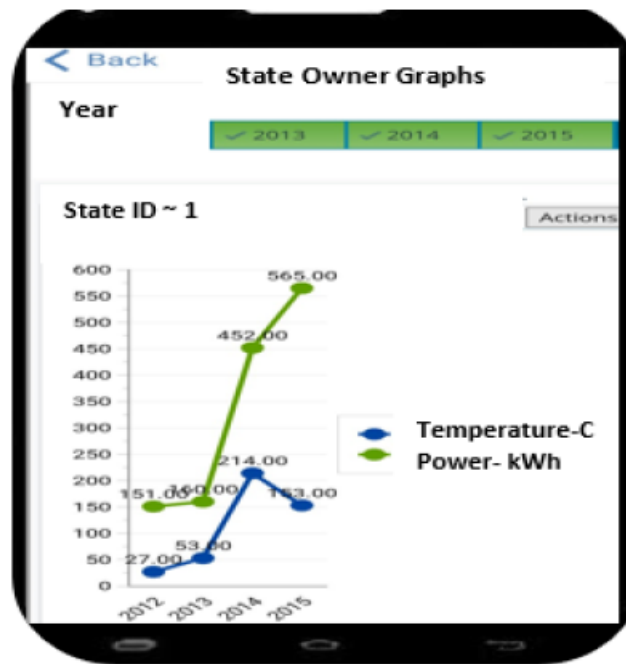 Back
State Owner Graphs
Year
2013 2014 2015
State ID ~ 1
Actions
600
565.00
550
500
452.00
450
400
350
300
Temperature-C
250
214.00
Power- kWh
200
151.00 160.00 153.00
150
100
53.00
50
27.00
0
2012 2013 2014 2015